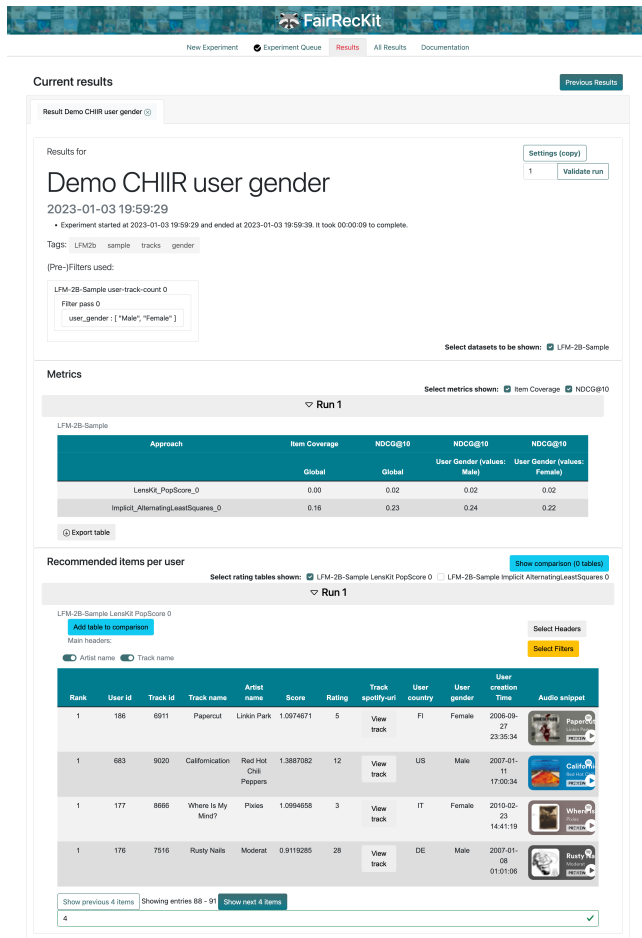 FairRecKit
New Experiment Experiment Queue Results All Results Documentation
Current results
Previous Results
Result Demo CHIIR user gender
Results for
Settings (copy)
1 Validate run
Demo CHIIR user gender
2023-01-03 19:59:29
• Experiment started at 2023-01-03 19:59:29 and ended at 2023-01-03 19:59:39. It took 00:00:09 to complete.
Tags: LFM2b sample tracks gender
(Pre-)Filters used:
LFM-2B-Sample user-track-count 0
Filter pass 0
user_gender : [ "Male", "Female" ]
Select datasets to be shown: LFM-2B-Sample
Metrics
Select metrics shown: Item Coverage NDCG@10
Run 1
LFM-2B-Sample
Approach Item Coverage NDCG@10 NDCG@10 NDCG@10
Global Global User Gender (values: Male) User Gender (values: Female)
LensKit_PopScore_0 0.00 0.02 0.02 0.02
Implicit_AlternatingLeastSquares_0 0.16 0.23 0.24 0.22
Export table
Recommended items per user
Show comparison (0 tables)
Select rating tables shown: LFM-2B-Sample LensKit PopScore 0 LFM-2B-Sample Implicit AlternatingLeastSquares 0
Run 1
LFM-2B-Sample LensKit PopScore 0
Add table to comparison
Select Headers
Main headers:
Select Filters
Artist name Track name
Rank User id Track id Track name Artist name Score Rating Track spotify-uri User country User gender User creation Time Audio snippet
1 186 6911 Papercut Linkin Park 1.0974671 5 View track FI Female 2006-09-27 23:35:34 Papercut Linkin PREVIEW
1 683 9020 Californication Red Hot Chili Peppers 1.3887082 12 View track US Male 2007-01-11 17:00:34 Californi Red Hot PREVIEW
1 177 8666 Where Is My Mind? Pixies 1.0994658 3 View track IT Female 2010-02-23 14:41:19 Where Is Pixies PREVIEW
1 176 7516 Rusty Nails Moderat 0.9119285 28 View track DE Male 2007-01-08 01:01:06 Rusty Moderat PREVIEW
Show previous 4 items Showing entries 88 - 91 Show next 4 items
4